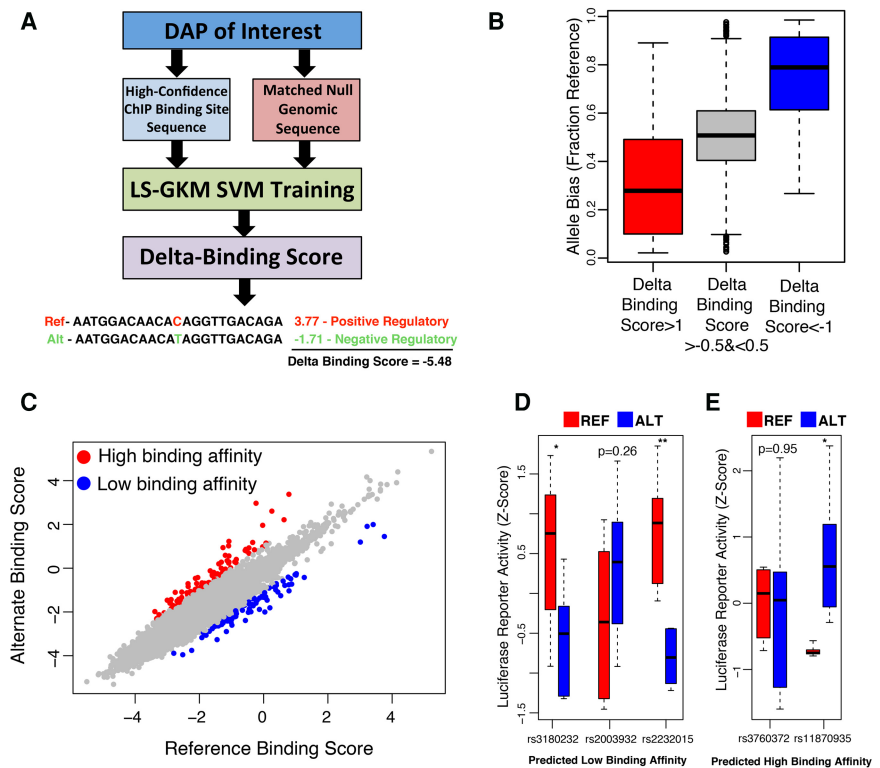 A
DAP of Interest
High-Confidence
ChIP Binding Site
Sequence
Matched Null
Genomic
Sequence
LS-GKM SVM Training
Delta-Binding Score
Ref- AATGGACAACACAGGTTGACAGA 3.77 - Positive Regulatory
Alt - AATGGACAACATAGGTTGACAGA -1.71 - Negative Regulatory
Delta Binding Score = -5.48
B
Allele Bias (Fraction Reference)
1.0
0.8
0.6
0.4
0.2
0.0
Delta
Binding
Score>1
Delta
Binding
Score
>-0.5&<0.5
Delta
Binding
Score<-1
C
High binding affinity
Low binding affinity
Alternate Binding Score
4
2
0
−2
−4
−4 −2 0 2 4
Reference Binding Score
D
REF ALT
Luciferase Reporter Activity (Z-Score)
* p=0.26 **
1.5
0.5
−0.5
−1.5
rs3180232 rs2003932 rs2232015
Predicted Low Binding Affinity
E
REF ALT
Luciferase Reporter Activity (Z-Score)
p=0.95 *
2
1
0
−1
rs3760372 rs11870935
Predicted High Binding Affinity